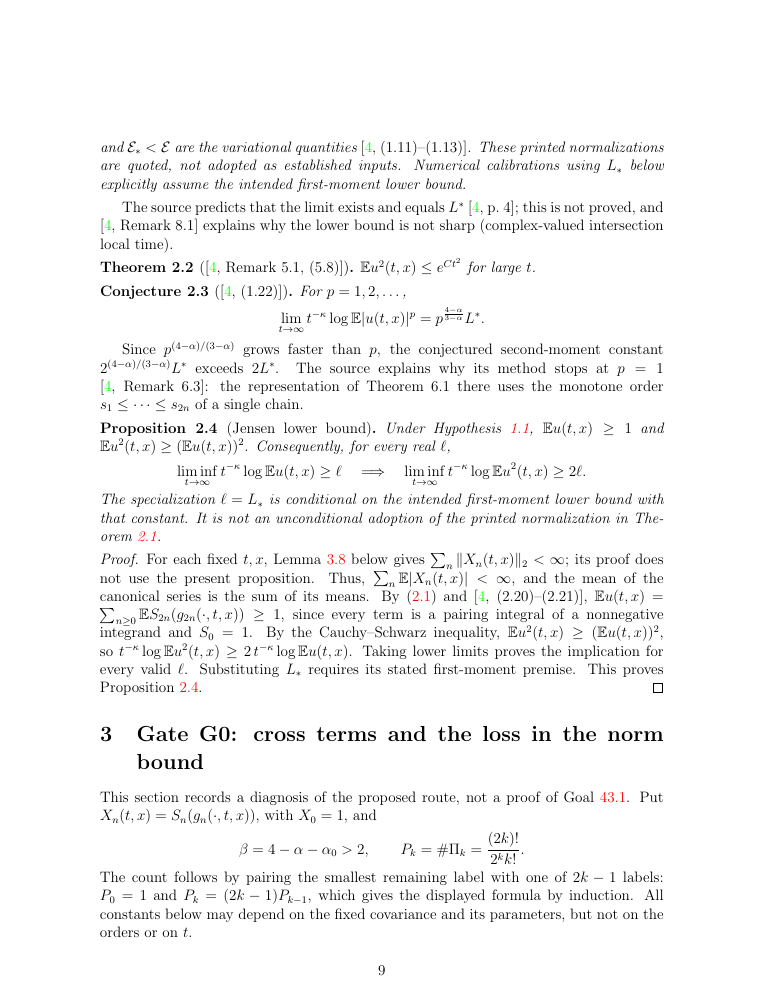 and 𝓔∗ < 𝓔 are the variational quantities [4, (1.11)–(1.13)]. These printed normalizations
are quoted, not adopted as established inputs. Numerical calibrations using L∗ below
explicitly assume the intended first-moment lower bound.
The source predicts that the limit exists and equals L* [4, p. 4]; this is not proved, and
[4, Remark 8.1] explains why the lower bound is not sharp (complex-valued intersection
local time).
Theorem 2.2 ([4, Remark 5.1, (5.8)]). 𝔼u²(t, x) ≤ e^{Ct²} for large t.
Conjecture 2.3 ([4, (1.22)]). For p = 1, 2, . . . ,
lim_{t→∞} t^{−κ} log 𝔼|u(t, x)|^p = p^{\frac{4−α}{3−α}} L*.
Since p^{(4−α)/(3−α)} grows faster than p, the conjectured second-moment constant
2^{(4−α)/(3−α)}L* exceeds 2L*. The source explains why its method stops at p = 1
[4, Remark 6.3]: the representation of Theorem 6.1 there uses the monotone order
s₁ ≤ · · · ≤ s_{2n} of a single chain.
Proposition 2.4 (Jensen lower bound). Under Hypothesis 1.1, 𝔼u(t, x) ≥ 1 and
𝔼u²(t, x) ≥ (𝔼u(t, x))². Consequently, for every real ℓ,
lim inf_{t→∞} t^{−κ} log 𝔼u(t, x) ≥ ℓ ⟹ lim inf_{t→∞} t^{−κ} log 𝔼u²(t, x) ≥ 2ℓ.
The specialization ℓ = L∗ is conditional on the intended first-moment lower bound with
that constant. It is not an unconditional adoption of the printed normalization in The-
orem 2.1.
Proof. For each fixed t, x, Lemma 3.8 below gives ∑_n ‖X_n(t, x)‖₂ < ∞; its proof does
not use the present proposition. Thus, ∑_n 𝔼|X_n(t, x)| < ∞, and the mean of the
canonical series is the sum of its means. By (2.1) and [4, (2.20)–(2.21)], 𝔼u(t, x) =
∑_{n≥0} 𝔼S_{2n}(g_{2n}(·, t, x)) ≥ 1, since every term is a pairing integral of a nonnegative
integrand and S₀ = 1. By the Cauchy–Schwarz inequality, 𝔼u²(t, x) ≥ (𝔼u(t, x))²,
so t^{−κ} log 𝔼u²(t, x) ≥ 2 t^{−κ} log 𝔼u(t, x). Taking lower limits proves the implication for
every valid ℓ. Substituting L∗ requires its stated first-moment premise. This proves
Proposition 2.4. □
3 Gate G0: cross terms and the loss in the norm
bound
This section records a diagnosis of the proposed route, not a proof of Goal 43.1. Put
X_n(t, x) = S_n(g_n(·, t, x)), with X₀ = 1, and
β = 4 − α − α₀ > 2, P_k = #Π_k = \frac{(2k)!}{2^k k!}.
The count follows by pairing the smallest remaining label with one of 2k − 1 labels:
P₀ = 1 and P_k = (2k − 1)P_{k−1}, which gives the displayed formula by induction. All
constants below may depend on the fixed covariance and its parameters, but not on the
orders or on t.
9